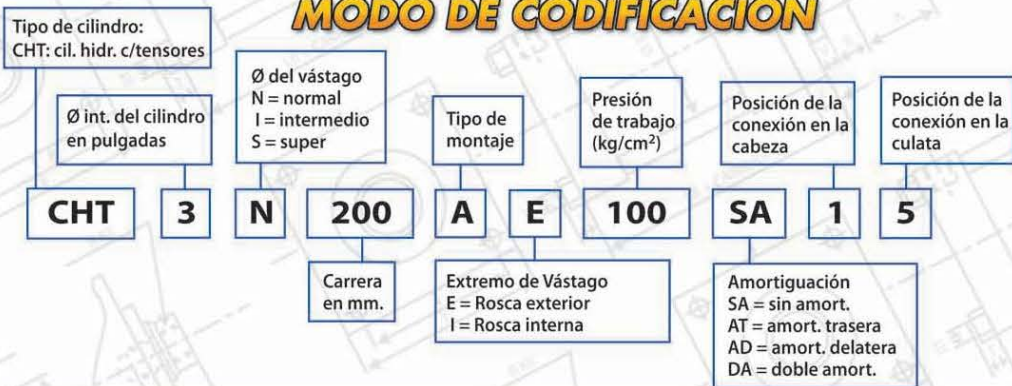 MODO DE CODIFICACIÓN
Tipo de cilindro:
CHT: cil. hidr. c/tensores
Ø int. del cilindro
en pulgadas
Ø del vástago
N = normal
I = intermedio
S = super
Tipo de
montaje
Presión
de trabajo
(kg/cm²)
Posición de la
conexión en la
cabeza
Posición de la
conexión en la
culata
CHT 3 N 200 A E 100 SA 1 5
Carrera
en mm.
Extremo de Vástago
E = Rosca exterior
I = Rosca interna
Amortiguación
SA = sin amort.
AT = amort. trasera
AD = amort. delatera
DA = doble amort.